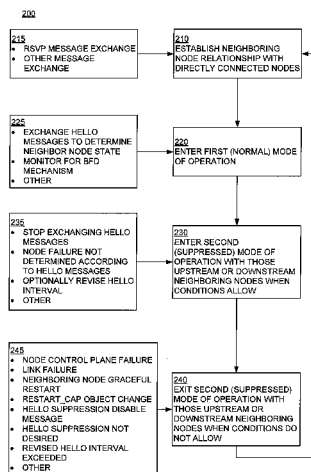 200
215
• RSVP MESSAGE EXCHANGE
• OTHER MESSAGE
EXCHANGE
210
ESTABLISH NEIGHBORING
NODE RELATIONSHIP WITH
DIRECTLY CONNECTED NODES
225
• EXCHANGE HELLO
MESSAGES TO DETERMINE
NEIGHBOR NODE STATE
• MONITOR FOR BFD
MECHANISM
• OTHER
220
ENTER FIRST (NORMAL) MODE
OF OPERATION
235
• STOP EXCHANGING HELLO
MESSAGES
• NODE FAILURE NOT
DETERMINED ACCORDING
TO HELLO MESSAGES
• OPTIONALLY REVISE HELLO
INTERVAL
• OTHER
230
ENTER SECOND
(SUPPRESSED) MODE OF
OPERATION WITH THOSE
UPSTREAM OR DOWNSTREAM
NEIGHBORING NODES WHEN
CONDITIONS ALLOW
245
• NODE CONTROL PLANE FAILURE
• LINK FAILURE
• NEIGHBORING NODE GRACEFUL
RESTART
• RESTART_CAP OBJECT CHANGE
• HELLO SUPPRESSION DISABLE
MESSAGE
• HELLO SUPPRESSION NOT
DESIRED
• REVISED HELLO INTERVAL
EXCEEDED
• OTHER
240
EXIT SECOND (SUPPRESSED)
MODE OF OPERATION WITH
THOSE UPSTREAM OR
DOWNSTREAM NEIGHBORING
NODES WHEN CONDITIONS DO
NOT ALLOW